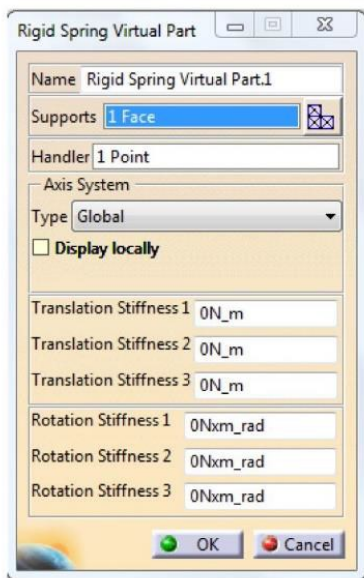 Rigid Spring Virtual Part
Name Rigid Spring Virtual Part.1
Supports 1 Face
Handler 1 Point
Axis System
Type Global
Display locally
Translation Stiffness 1 0N_m
Translation Stiffness 2 0N_m
Translation Stiffness 3 0N_m
Rotation Stiffness 1 0Nxm_rad
Rotation Stiffness 2 0Nxm_rad
Rotation Stiffness 3 0Nxm_rad
OK Cancel